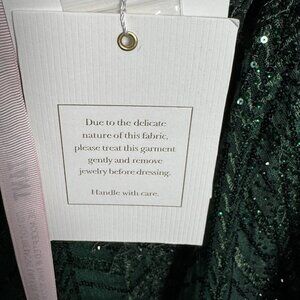 Due to the delicate
nature of this fabric,
please treat this garment
gently and remove
jewelry before dressing.
Handle with care.